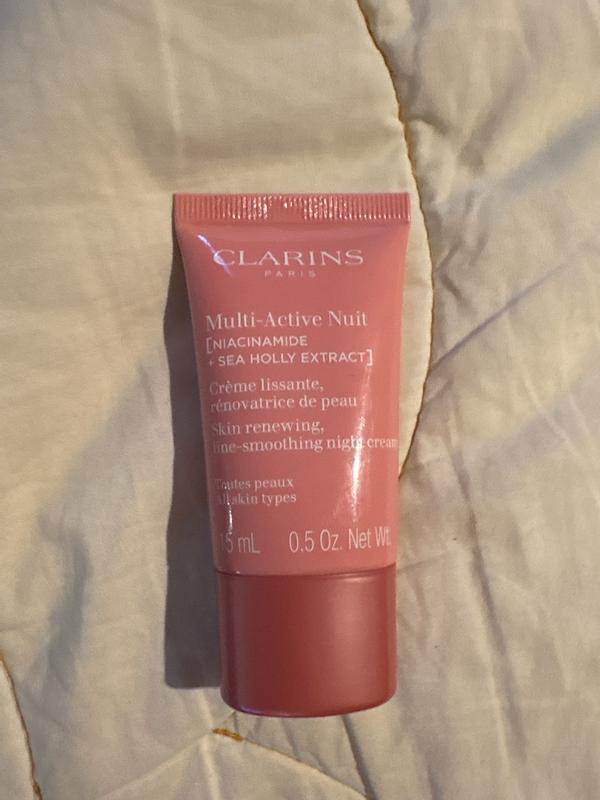 CLARINS
PARIS
Multi-Active Nuit
[NIACINAMIDE
+ SEA HOLLY EXTRACT]
Crème lissante,
rénovatrice de peau
Skin renewing,
line-smoothing night cream
Toutes peaux
All skin types
15 mL 0.5 Oz. Net Wt.